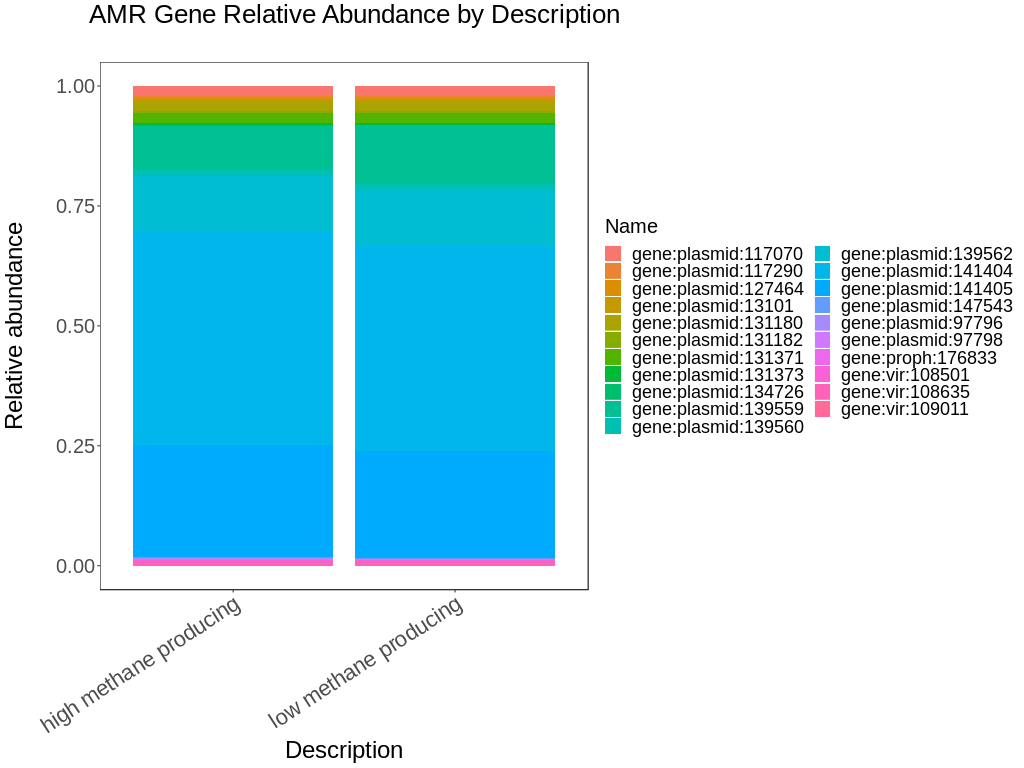 AMR Gene Relative Abundance by Description
Relative abundance
1.00
0.75
0.50
0.25
0.00
high methane producing
low methane producing
Description
Name
gene:plasmid:117070
gene:plasmid:117290
gene:plasmid:127464
gene:plasmid:13101
gene:plasmid:131180
gene:plasmid:131182
gene:plasmid:131371
gene:plasmid:131373
gene:plasmid:134726
gene:plasmid:139559
gene:plasmid:139560
gene:plasmid:139562
gene:plasmid:141404
gene:plasmid:141405
gene:plasmid:147543
gene:plasmid:97796
gene:plasmid:97798
gene:proph:176833
gene:vir:108501
gene:vir:108635
gene:vir:109011